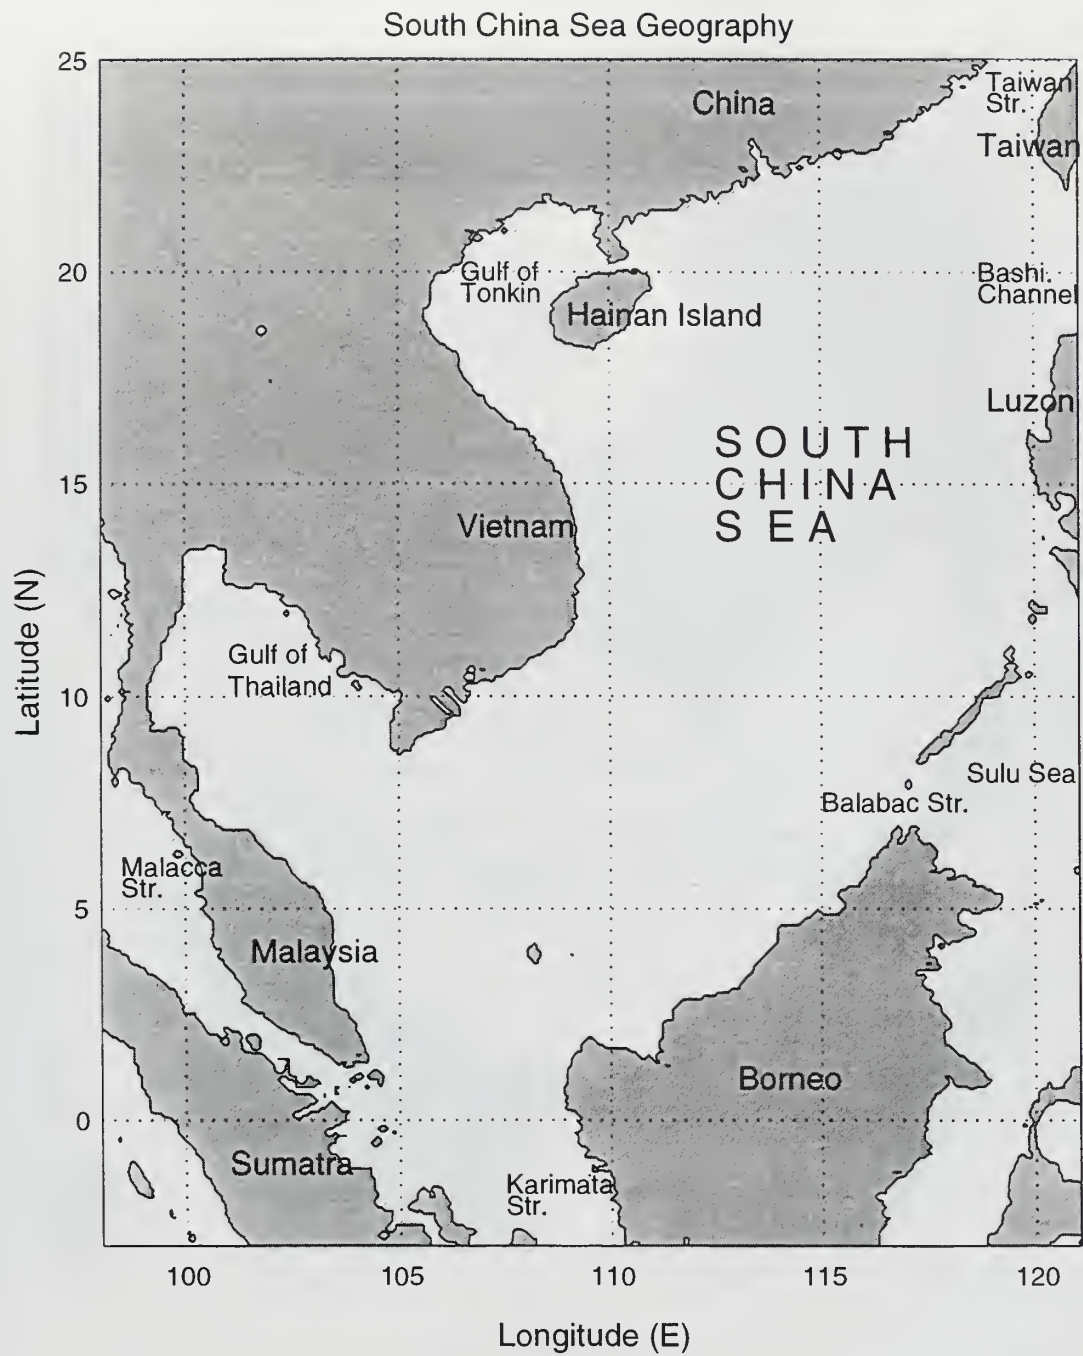 South China Sea Geography
25
China
Taiwan
Str.
Taiwan
20
Gulf of
Tonkin
Bashi.
Channel
Hainan Island
Luzon
SOUTH
CHINA
SEA
15
Vietnam
Latitude (N)
Gulf of
Thailand
10
Sulu Sea
Balabac Str.
Malacca
Str.
5
Malaysia
Borneo
0
Sumatra
Karimata
Str.
100
105
110
115
120
Longitude (E)